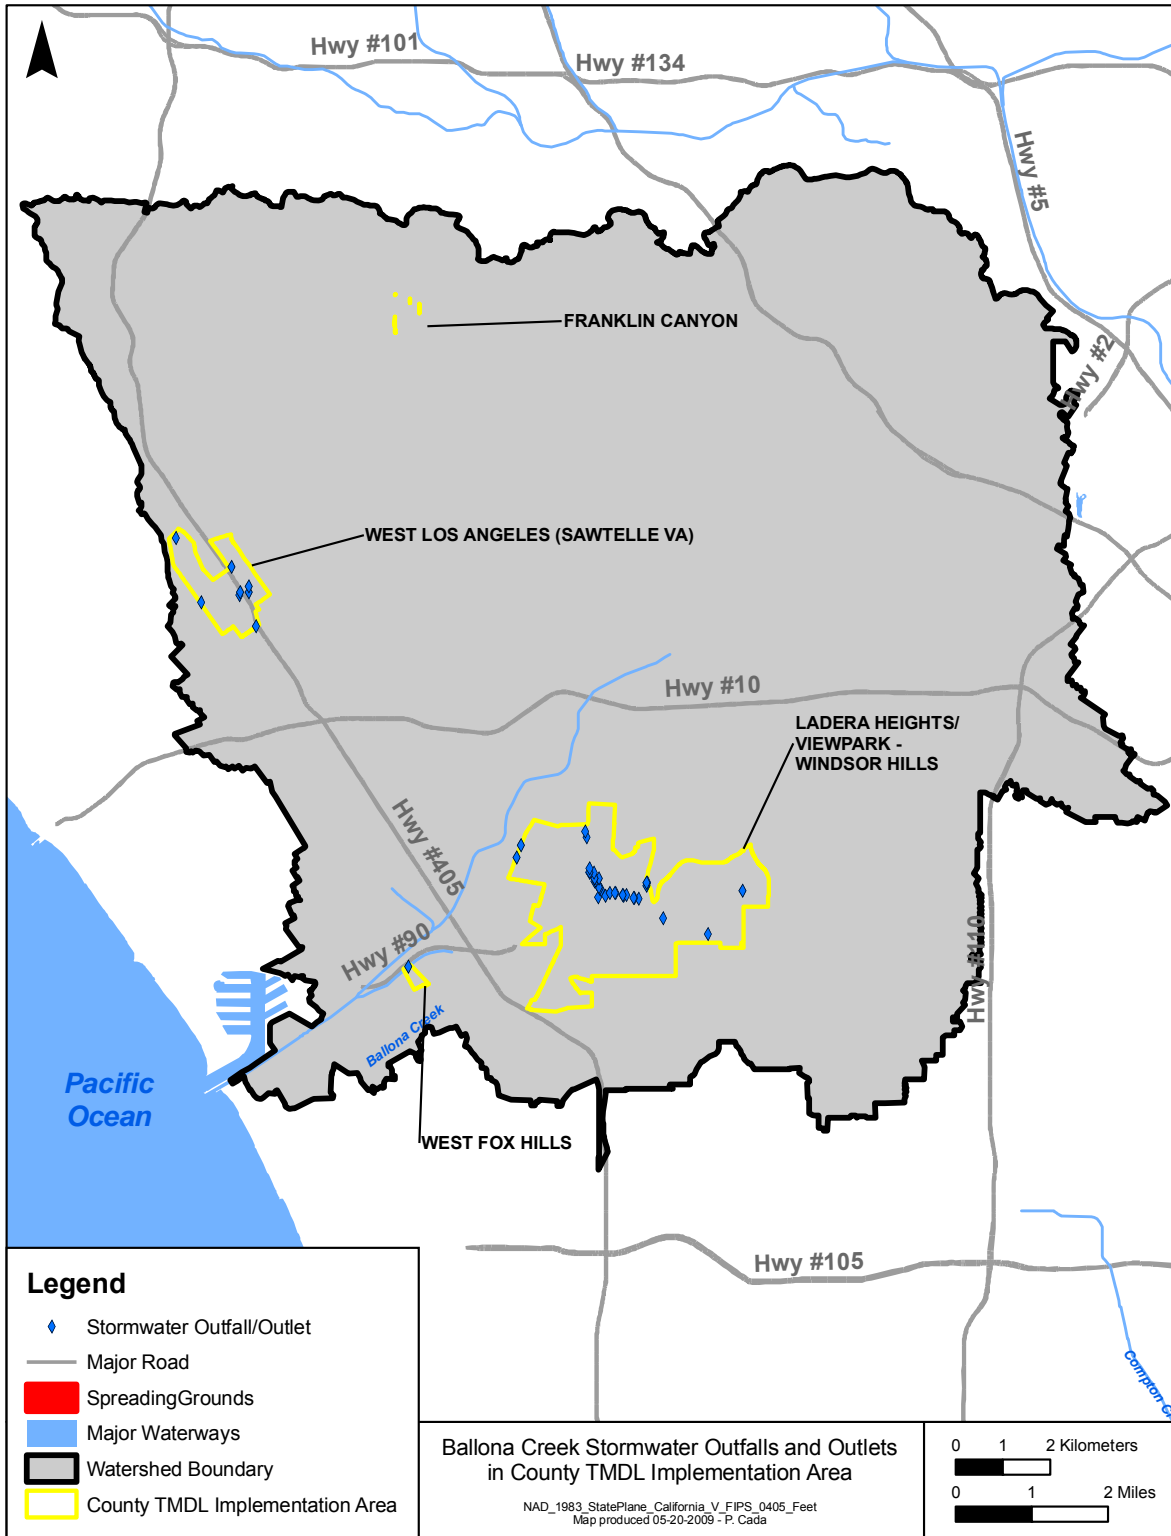 Hwy #101
Hwy #134
Hwy #5
FRANKLIN CANYON
Hwy #2
WEST LOS ANGELES (SAWTELLE VA)
Hwy #10
LADERA HEIGHTS/
VIEWPARK -
WINDSOR HILLS
Hwy #405
Hwy #90
Hwy #110
Ballona Creek
Pacific
Ocean
WEST FOX HILLS
Hwy #105
Compton C
Legend
Stormwater Outfall/Outlet
Major Road
SpreadingGrounds
Major Waterways
Watershed Boundary
County TMDL Implementation Area
Ballona Creek Stormwater Outfalls and Outlets
in County TMDL Implementation Area
NAD_1983_StatePlane_California_V_FIPS_0405_Feet
Map produced 05-20-2009 - P. Cada
0 1 2 Kilometers
0 1 2 Miles